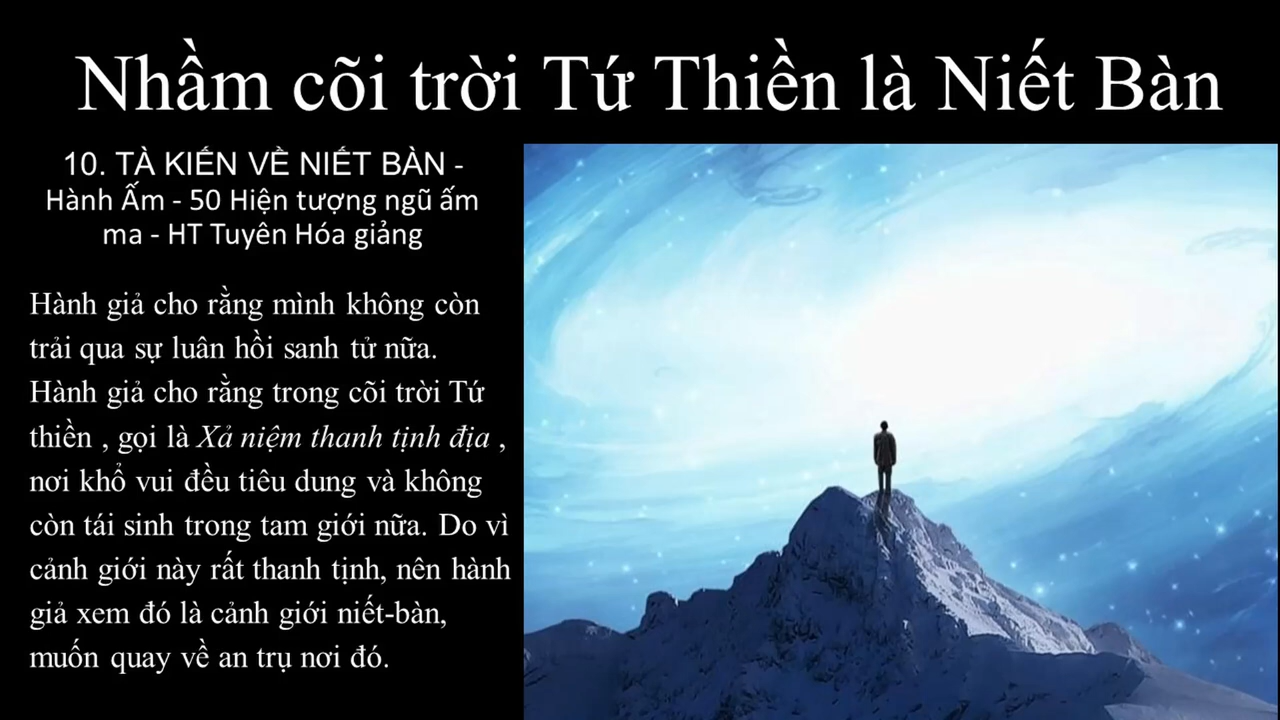 Nhầm cõi trời Tứ Thiền là Niết Bàn
10. TÀ KIẾN VỀ NIẾT BÀN -
Hành Ấm - 50 Hiện tượng ngũ ấm
ma - HT Tuyên Hóa giảng
Hành giả cho rằng mình không còn
trải qua sự luân hồi sanh tử nữa.
Hành giả cho rằng trong cõi trời Tứ
thiền , gọi là Xả niệm thanh tịnh địa ,
nơi khổ vui đều tiêu dung và không
còn tái sinh trong tam giới nữa. Do vì
cảnh giới này rất thanh tịnh, nên hành
giả xem đó là cảnh giới niết-bàn,
muốn quay về an trụ nơi đó.